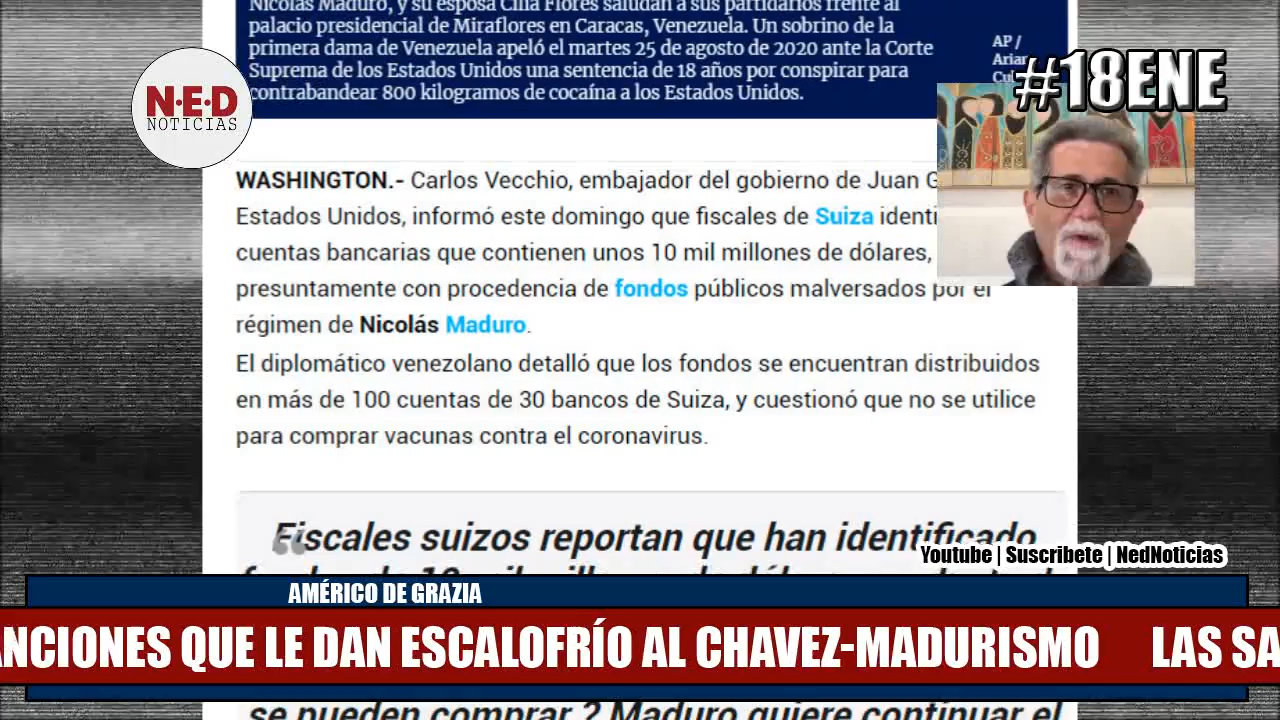 Nicolás Maduro, y su esposa Cilia Flores saludan a sus partidarios frente al
palacio presidencial de Miraflores en Caracas, Venezuela. Un sobrino de la
primera dama de Venezuela apeló el martes 25 de agosto de 2020 ante la Corte
Suprema de los Estados Unidos una sentencia de 18 años por conspirar para
contrabandear 800 kilogramos de cocaína a los Estados Unidos.
AP /
#18ENE
N·E·D
NOTICIAS
WASHINGTON.- Carlos Vecchio, embajador del gobierno de Juan
Estados Unidos, informó este domingo que fiscales de Suiza
cuentas bancarias que contienen unos 10 mil millones de dólares,
presuntamente con procedencia de fondos públicos malversados por el
régimen de Nicolás Maduro.
El diplomático venezolano detalló que los fondos se encuentran distribuidos
en más de 100 cuentas de 30 bancos de Suiza, y cuestionó que no se utilice
para comprar vacunas contra el coronavirus.
Fiscales suizos reportan que han identificado
Youtube | Suscribete | NedNoticias
AMÉRICO DE GRAZIA
ANCIONES QUE LE DAN ESCALOFRÍO AL CHAVEZ-MADURISMO LAS SA
se pueden comprar ? Maduro quiere continuar el